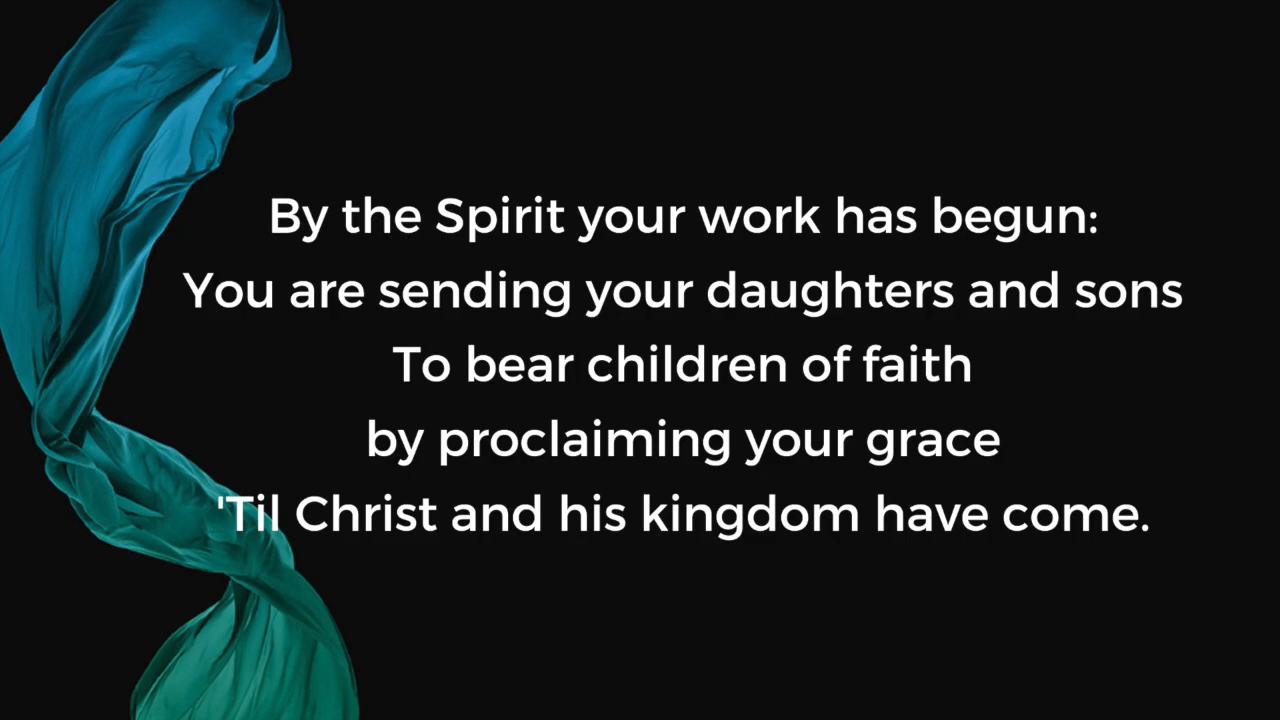 By the Spirit your work has begun:
You are sending your daughters and sons
To bear children of faith
by proclaiming your grace
'Til Christ and his kingdom have come.